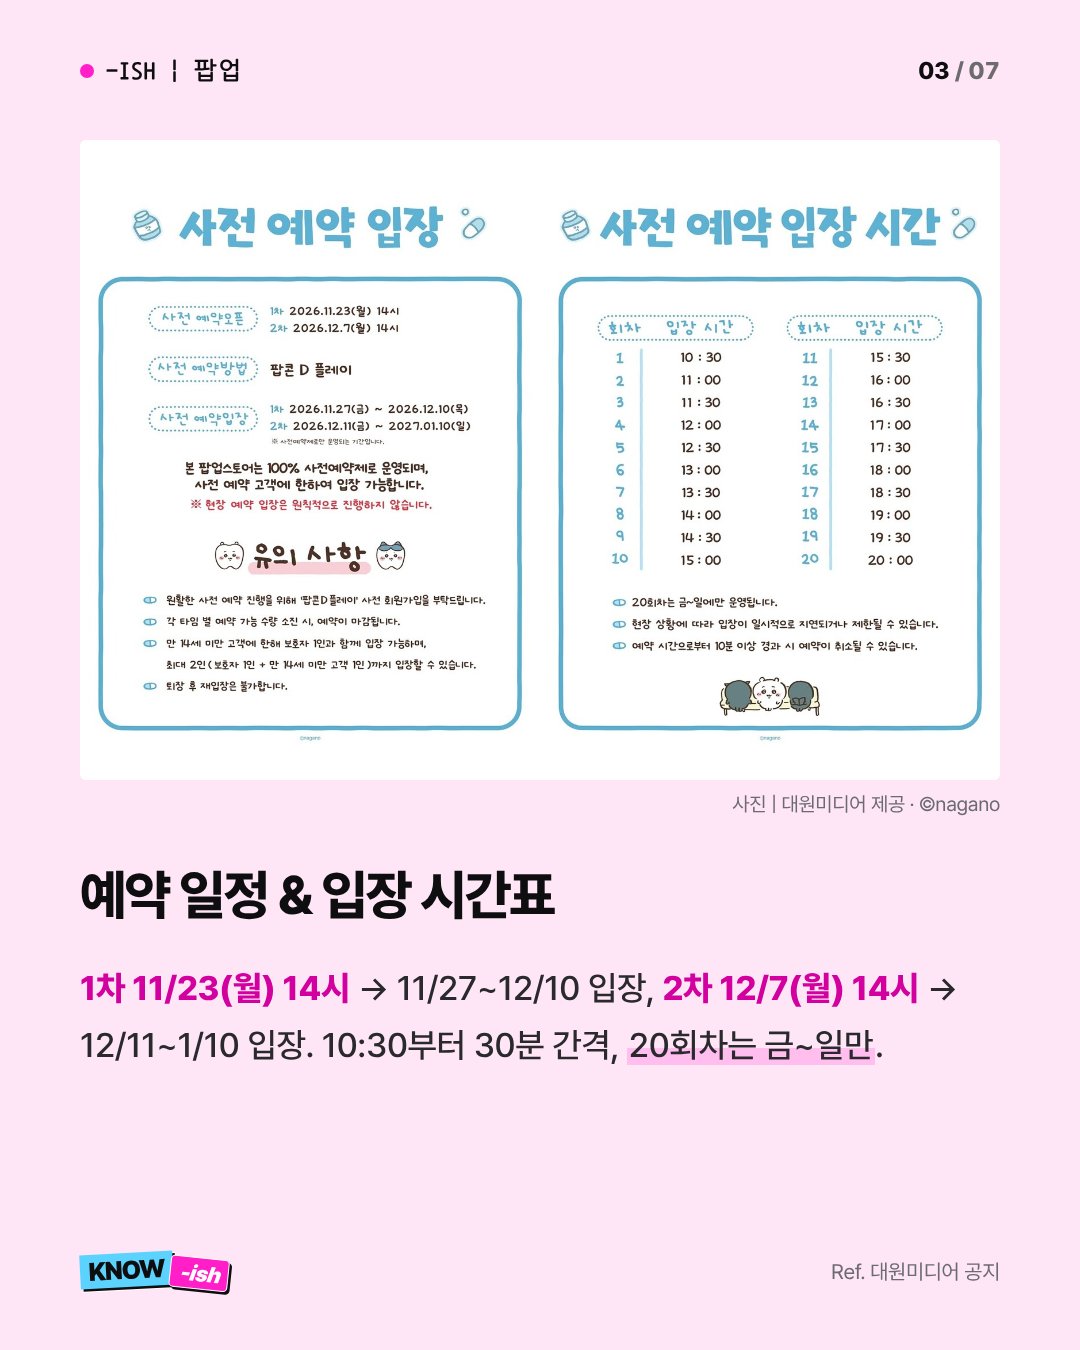 -ISH | 팝업
03 / 07
사전 예약 입장
사전 예약오픈
1차 2026.11.23(월) 14시
2차 2026.12.7(월) 14시
사전 예약방법
팝콘 D 플레이
사전 예약입장
1차 2026.11.27(금) ~ 2026.12.10(목)
2차 2026.12.11(금) ~ 2027.01.10(일)
※ 사전예약제로만 운영되는 기간입니다.
본 팝업스토어는 100% 사전예약제로 운영되며,
사전 예약 고객에 한하여 입장 가능합니다.
※ 현장 예약 입장은 원칙적으로 진행하지 않습니다.
유의 사항
원활한 사전 예약 진행을 위해 '팝콘D플레이' 사전 회원가입을 부탁드립니다.
각 타임 별 예약 가능 수량 소진 시, 예약이 마감됩니다.
만 14세 미만 고객에 한해 보호자 1인과 함께 입장 가능하며,
최대 2인(보호자 1인 + 만 14세 미만 고객 1인)까지 입장할 수 있습니다.
퇴장 후 재입장은 불가합니다.
©nagano
사전 예약 입장 시간
회차 입장 시간
1 10 : 30
2 11 : 00
3 11 : 30
4 12 : 00
5 12 : 30
6 13 : 00
7 13 : 30
8 14 : 00
9 14 : 30
10 15 : 00
회차 입장 시간
11 15 : 30
12 16 : 00
13 16 : 30
14 17 : 00
15 17 : 30
16 18 : 00
17 18 : 30
18 19 : 00
19 19 : 30
20 20 : 00
20회차는 금~일에만 운영됩니다.
현장 상황에 따라 입장이 일시적으로 지연되거나 제한될 수 있습니다.
예약 시간으로부터 10분 이상 경과 시 예약이 취소될 수 있습니다.
©nagano
사진 | 대원미디어 제공 · ©nagano
예약 일정 & 입장 시간표
1차 11/23(월) 14시 → 11/27~12/10 입장, 2차 12/7(월) 14시 →
12/11~1/10 입장. 10:30부터 30분 간격, 20회차는 금~일만.
KNOW -ish
Ref. 대원미디어 공지